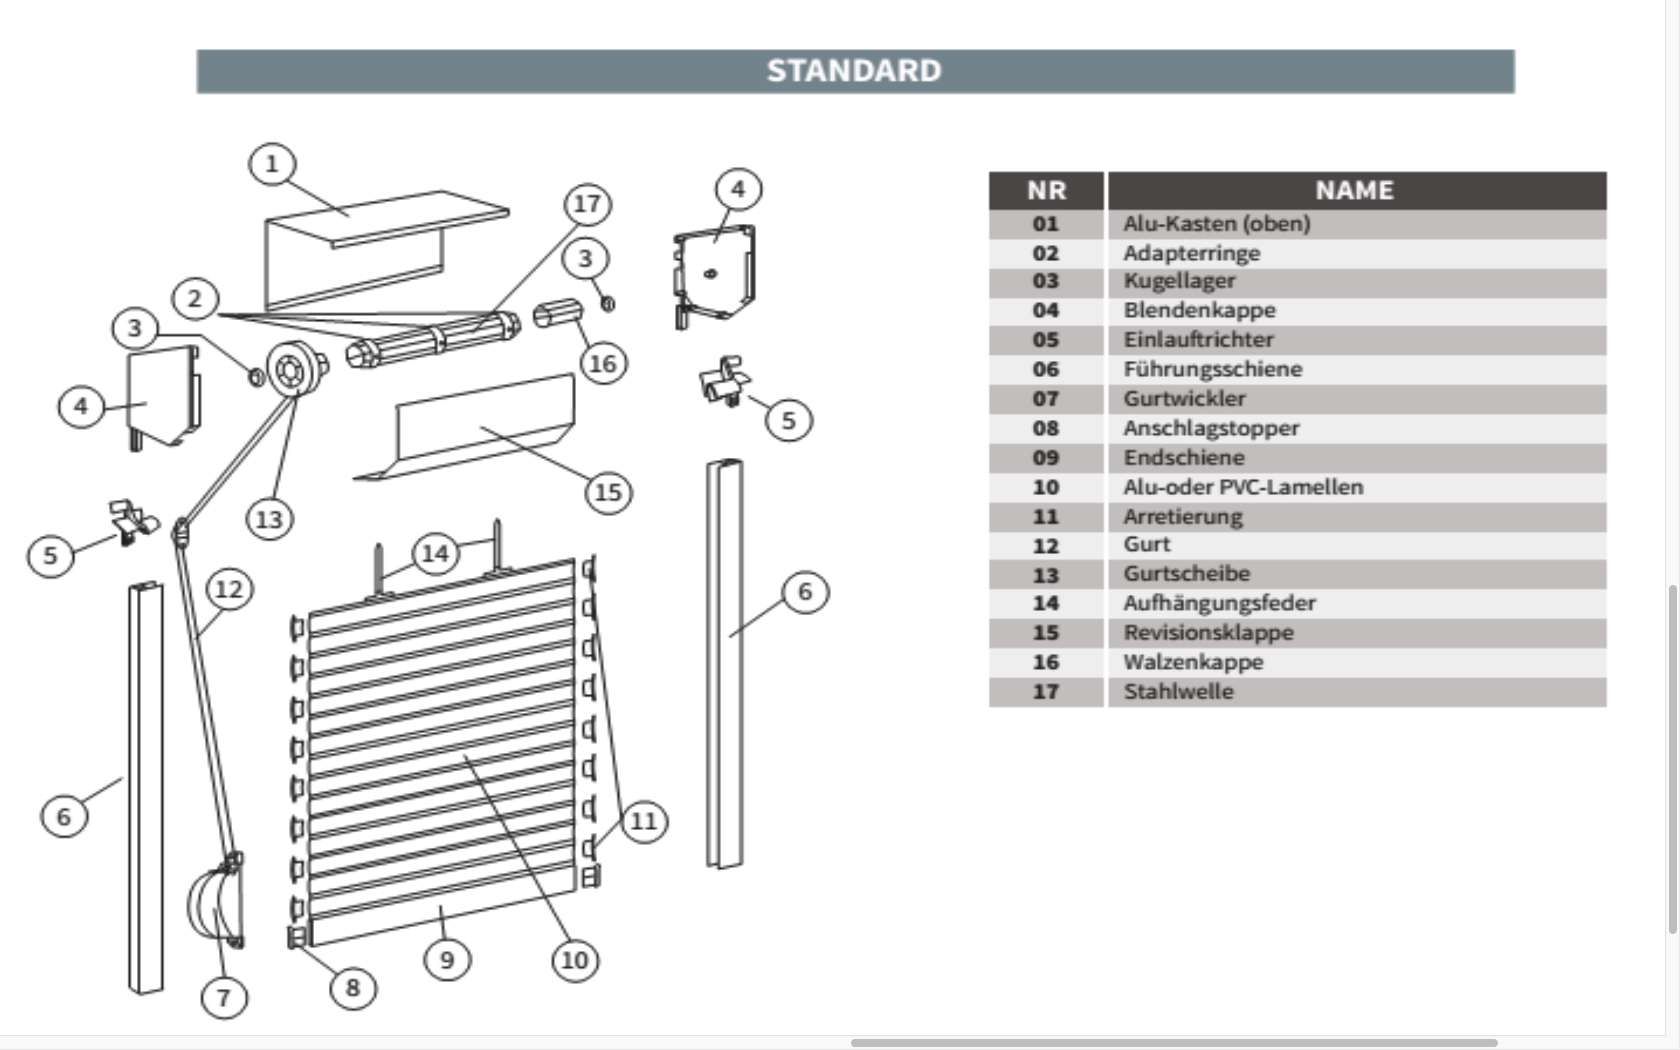 STANDARD
1
17
4
3
2
3
16
4
5
15
13
5
14
12
6
11
6
9
10
8
7
NR NAME
01 Alu-Kasten (oben)
02 Adapterringe
03 Kugellager
04 Blendenkappe
05 Einlauftrichter
06 Führungsschiene
07 Gurtwickler
08 Anschlagstopper
09 Endschiene
10 Alu-oder PVC-Lamellen
11 Arretierung
12 Gurt
13 Gurtscheibe
14 Aufhängungsfeder
15 Revisionsklappe
16 Walzenkappe
17 Stahlwelle